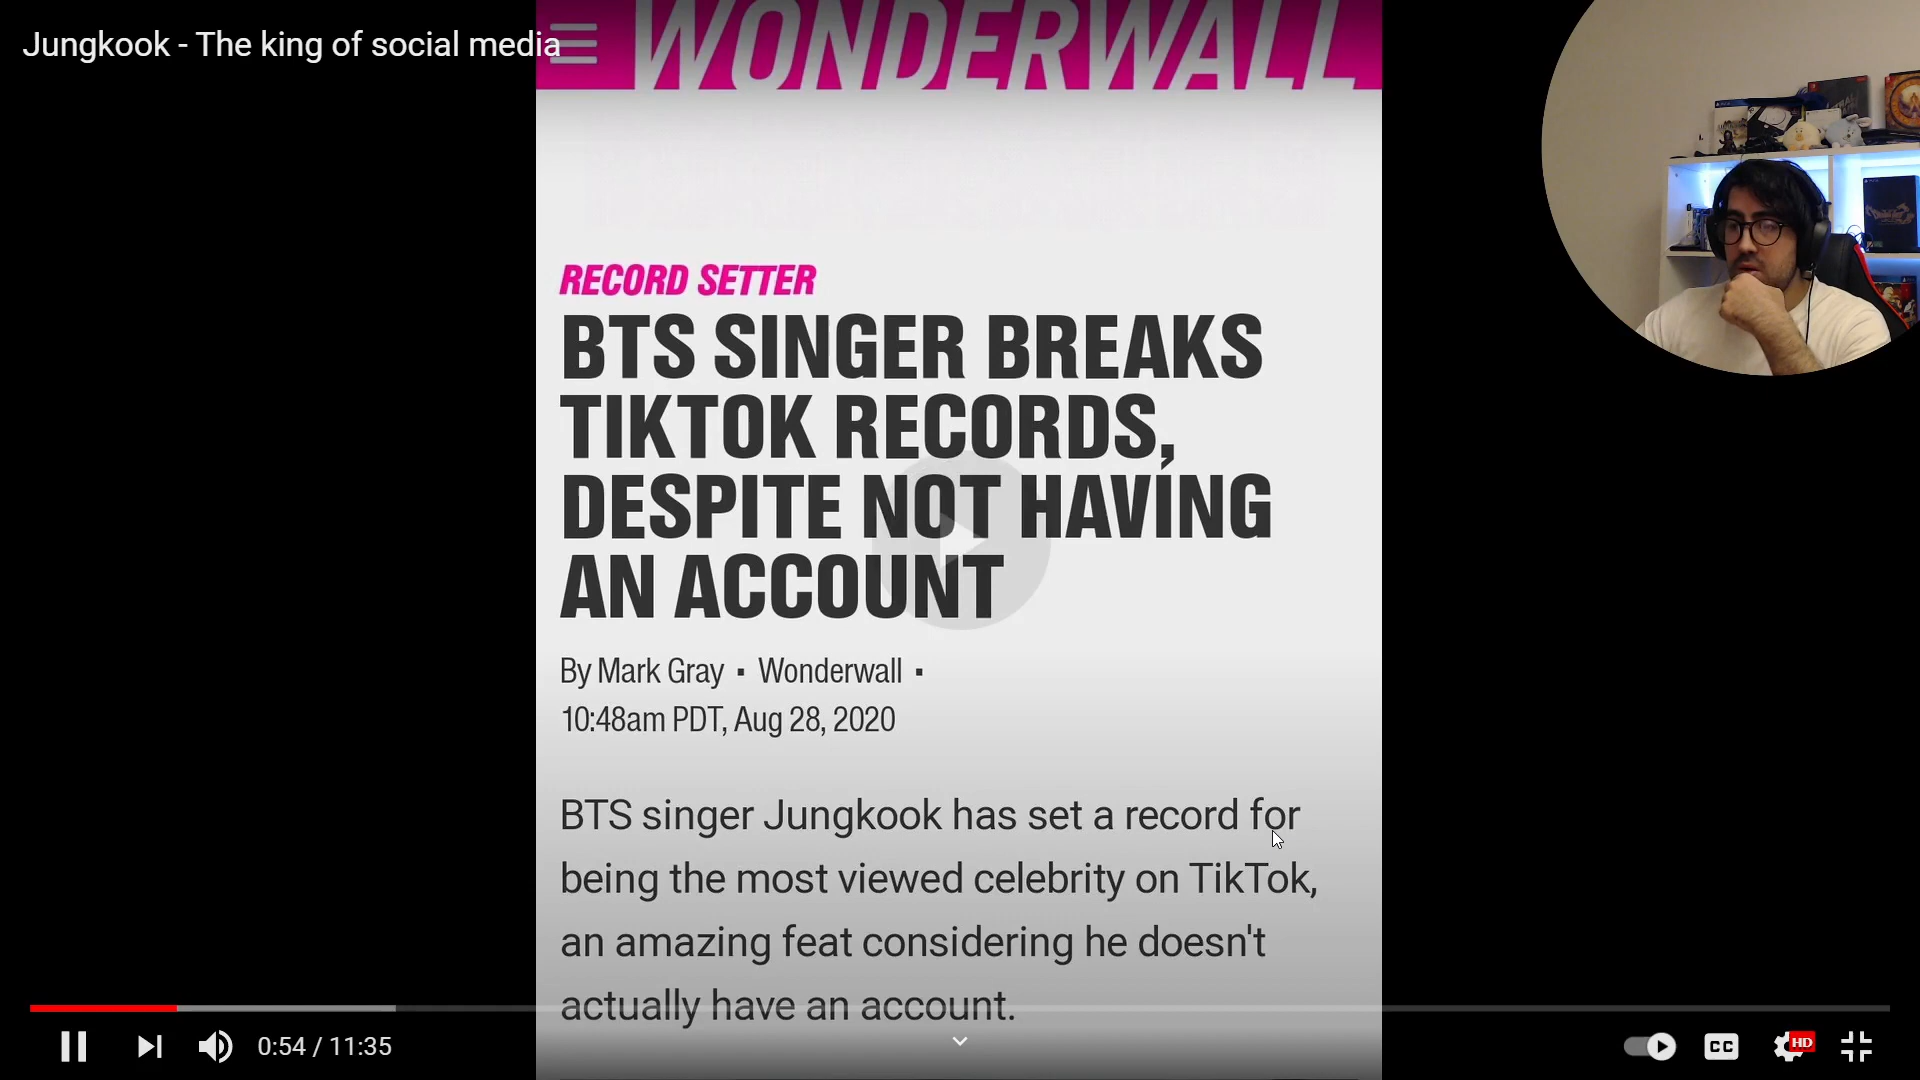 Jungkook - The king of social media
WONDERWALL
RECORD SETTER
BTS SINGER BREAKS
TIKTOK RECORDS,
DESPITE NOT HAVING
AN ACCOUNT
By Mark Gray ▪ Wonderwall ▪
10:48am PDT, Aug 28, 2020
BTS singer Jungkook has set a record for
being the most viewed celebrity on TikTok,
an amazing feat considering he doesn't
actually have an account.
0:54 / 11:35
CC
HD